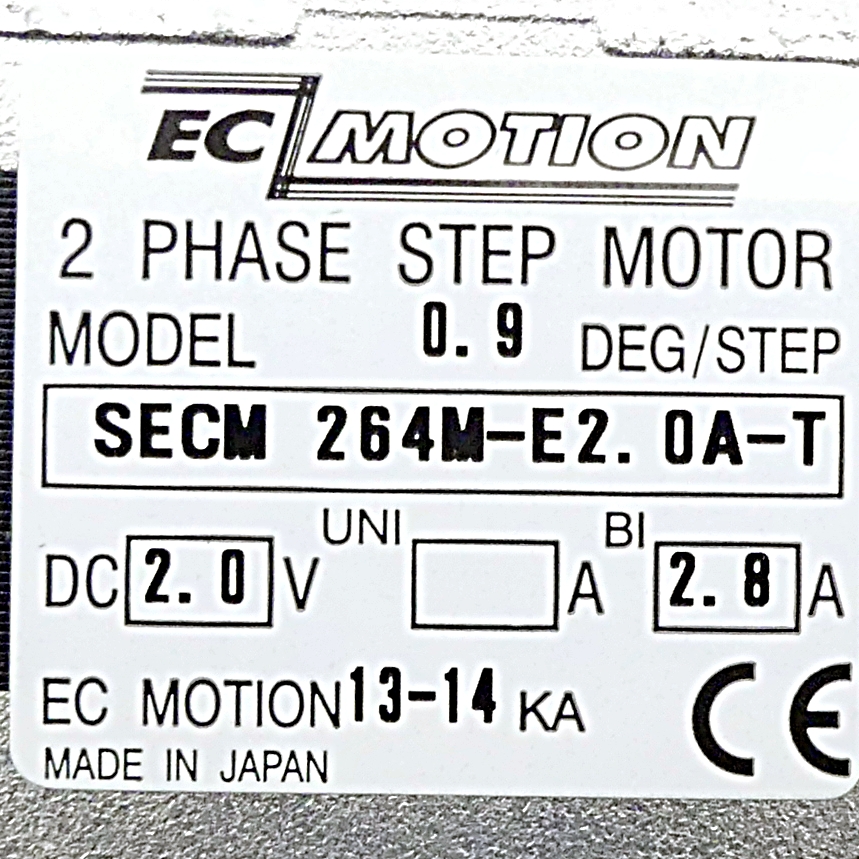 EC MOTION
2 PHASE STEP MOTOR
MODEL 0.9 DEG/STEP
SECM 264M-E2.0A-T
UNI BI
DC 2.0 V A 2.8 A
EC MOTION 13-14 KA CE
MADE IN JAPAN